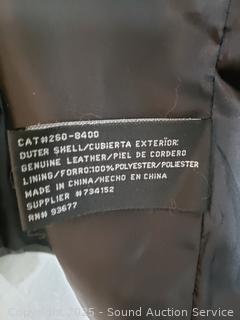 CAT#260-8400
OUTER SHELL/CUBIERTA EXTERIOR:
GENUINE LEATHER/PIEL DE CORDERO
LINING/FORRO:100% POLYESTER/POLIESTER
MADE IN CHINA/HECHO EN CHINA
SUPPLIER #734152
RN# 93677
Copyright 2025 - Sound Auction Service